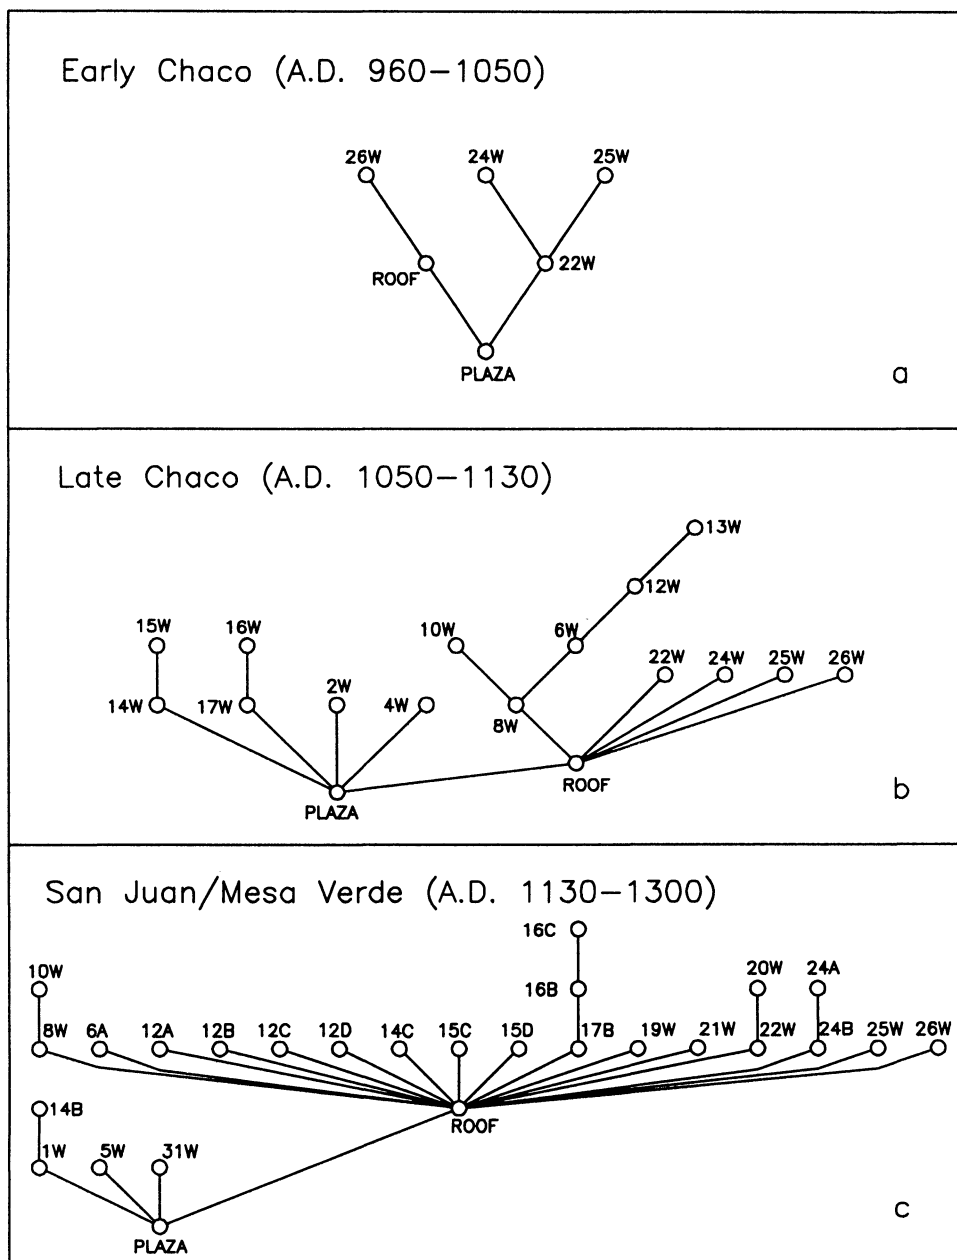 Early Chaco (A.D. 960-1050)
26W 24W 25W
ROOF 22W
PLAZA
a
Late Chaco (A.D. 1050-1130)
13W
12W
15W 16W 10W 6W
22W 24W 25W 26W
14W 17W 2W 4W 8W
ROOF
PLAZA
b
San Juan/Mesa Verde (A.D. 1130-1300)
16C
10W 16B 20W 24A
8W 6A 12A 12B 12C 12D 14C 15C 15D 17B 19W 21W 22W 24B 25W 26W
14B ROOF
1W 5W 31W
PLAZA
c